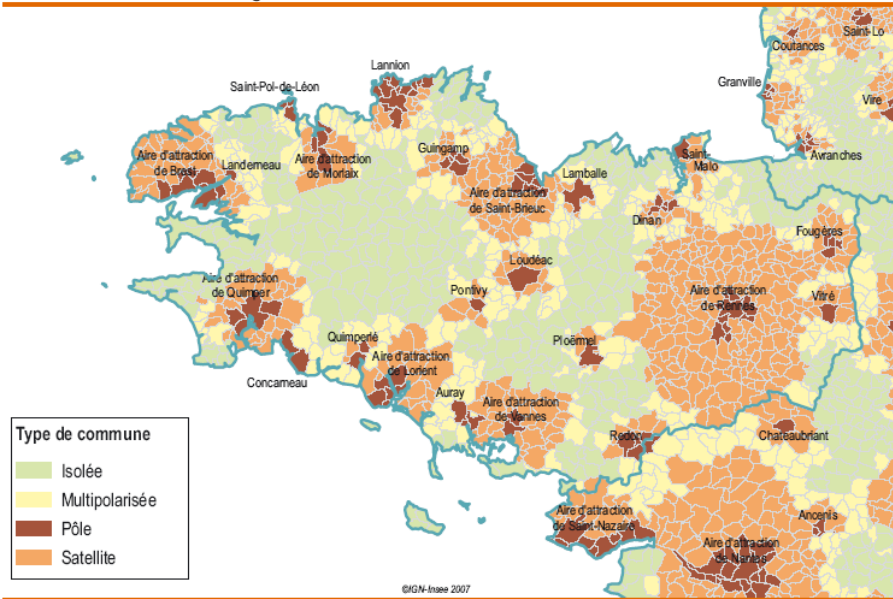 Saint-Lo
Coutances
Lannion
Granville
Saint-Pol-de-Léon
Vire
Guingamp
Avranches
Aire d'attraction
de Brest
Landerneau
Aire d'attraction
de Morlaix
Saint-
Malo
Lamballe
Aire d'attraction
de Saint-Brieuc
Dinan
Fougères
Loudéac
Aire d'attraction
de Quimper
Pontivy
Aire d'attraction
de Rennes
Vitré
Quimperlé
Ploërmel
Aire d'attraction
de Lorient
Concarneau
Auray
Aire d'attraction
de Vannes
Redon
Chateaubriant
Type de commune
Isolée
Multipolarisée
Pôle
Satellite
Aire d'attraction
de Saint-Nazaire
Ancenis
Aire d'attraction
de Nantes
©IGN-Insee 2007